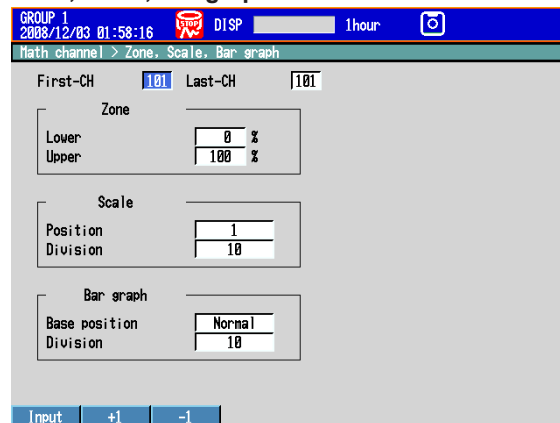 GROUP 1
2008/12/03 01:58:16 STOP DISP 1hour
Math channel > Zone, Scale, Bar graph
First-CH 101 Last-CH 101
Zone
Lower 0 %
Upper 100 %
Scale
Position 1
Division 10
Bar graph
Base position Normal
Division 10
Input +1 -1